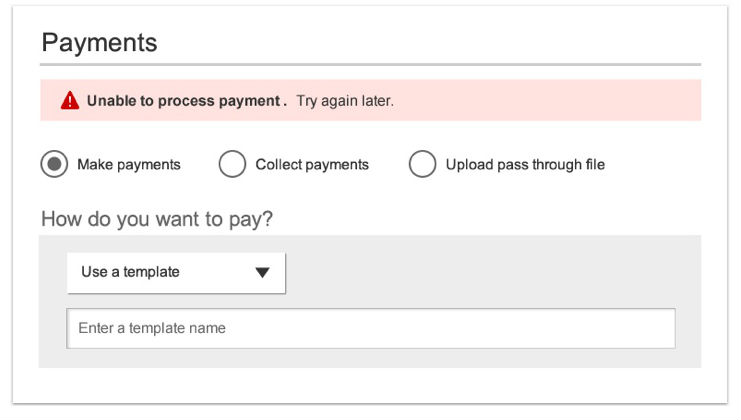 Payments
Unable to process payment . Try again later.
Make payments Collect payments Upload pass through file
How do you want to pay?
Use a template
Enter a template name